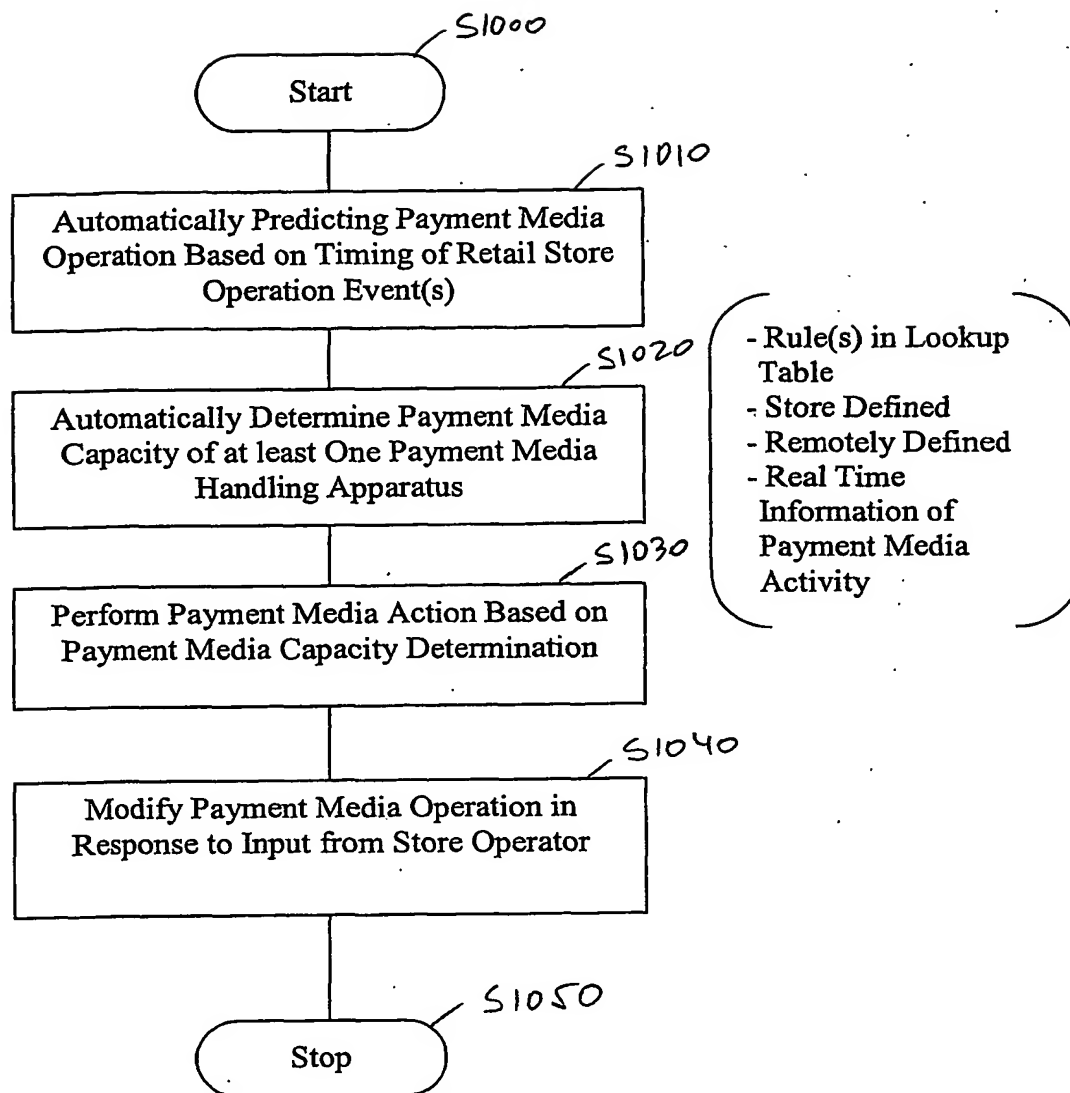 S1000
Start
S1010
Automatically Predicting Payment Media
Operation Based on Timing of Retail Store
Operation Event(s)
S1020
Automatically Determine Payment Media
Capacity of at least One Payment Media
Handling Apparatus
- Rule(s) in Lookup
Table
- Store Defined
- Remotely Defined
- Real Time
Information of
Payment Media
Activity
S1030
Perform Payment Media Action Based on
Payment Media Capacity Determination
S1040
Modify Payment Media Operation in
Response to Input from Store Operator
S1050
Stop